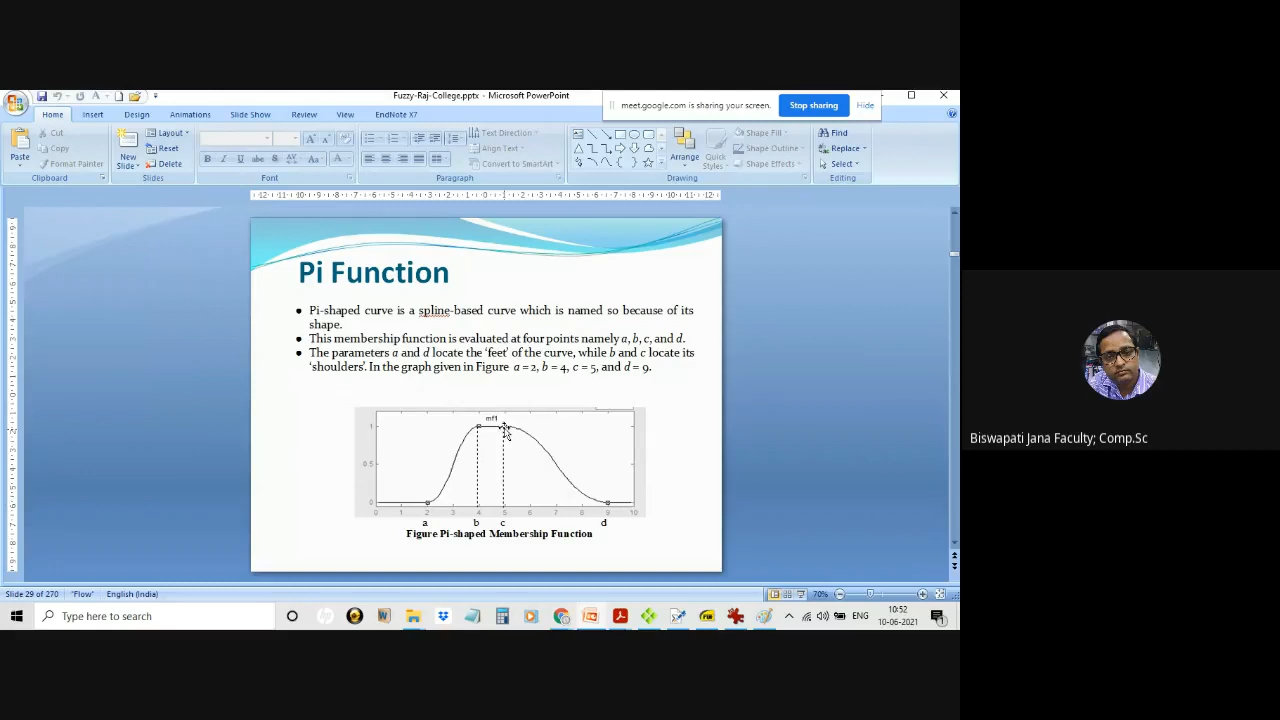 Fuzzy-Raj-College.pptx - Microsoft PowerPoint
meet.google.com is sharing your screen.
Stop sharing
Hide
Home
Insert
Design
Animations
Slide Show
Review
View
EndNote X7
Paste
Cut
Copy
Format Painter
Clipboard
New
Slide
Layout
Reset
Delete
Slides
Font
Text Direction
Align Text
Convert to SmartArt
Paragraph
Arrange
Quick
Styles
Shape Fill
Shape Outline
Shape Effects
Drawing
Find
Replace
Select
Editing
Pi Function
Pi-shaped curve is a spline-based curve which is named so because of its
shape.
This membership function is evaluated at four points namely a, b, c, and d.
The parameters a and d locate the ‘feet’ of the curve, while b and c locate its
‘shoulders’. In the graph given in Figure a = 2, b = 4, c = 5, and d = 9.
mf1
1
0.5
0
0 1 2 3 4 5 6 7 8 9 10
a b c d
Figure Pi-shaped Membership Function
Biswapati Jana Faculty; Comp.Sc
Slide 29 of 270
"Flow"
English (India)
70%
Type here to search
ENG
10:52
10-06-2021